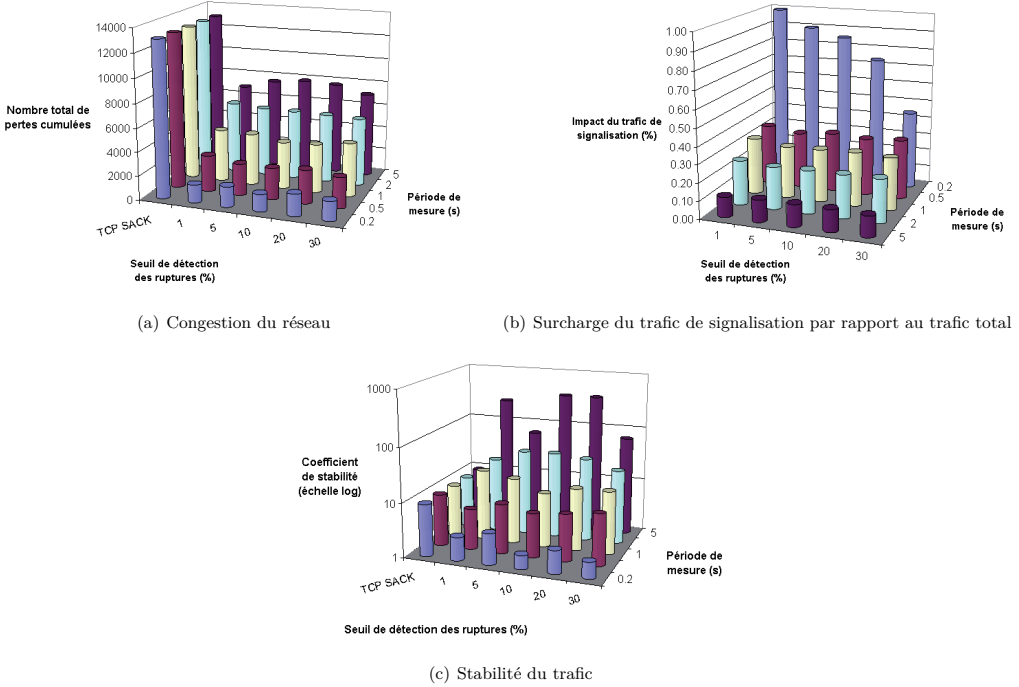 14000
12000
10000
8000
6000
4000
2000
0
Nombre total de
pertes cumulées
TCP SACK
1
5
10
20
30
5
2
1
0.5
0.2
Période de
mesure (s)
Seuil de détection
des ruptures (%)
(a) Congestion du réseau
1.00
0.90
0.80
0.70
0.60
0.50
0.40
0.30
0.20
0.10
0.00
Impact du trafic de
signalisation (%)
1
5
10
20
30
0.2
0.5
1
2
5
Période de
mesure (s)
Seuil de détection
des ruptures (%)
(b) Surcharge du trafic de signalisation par rapport au trafic total
1000
100
10
1
Coefficient
de stabilité
(échelle log)
TCP SACK
1
5
10
20
30
5
1
0.2
Période de
mesure (s)
Seuil de détection des ruptures (%)
(c) Stabilité du trafic